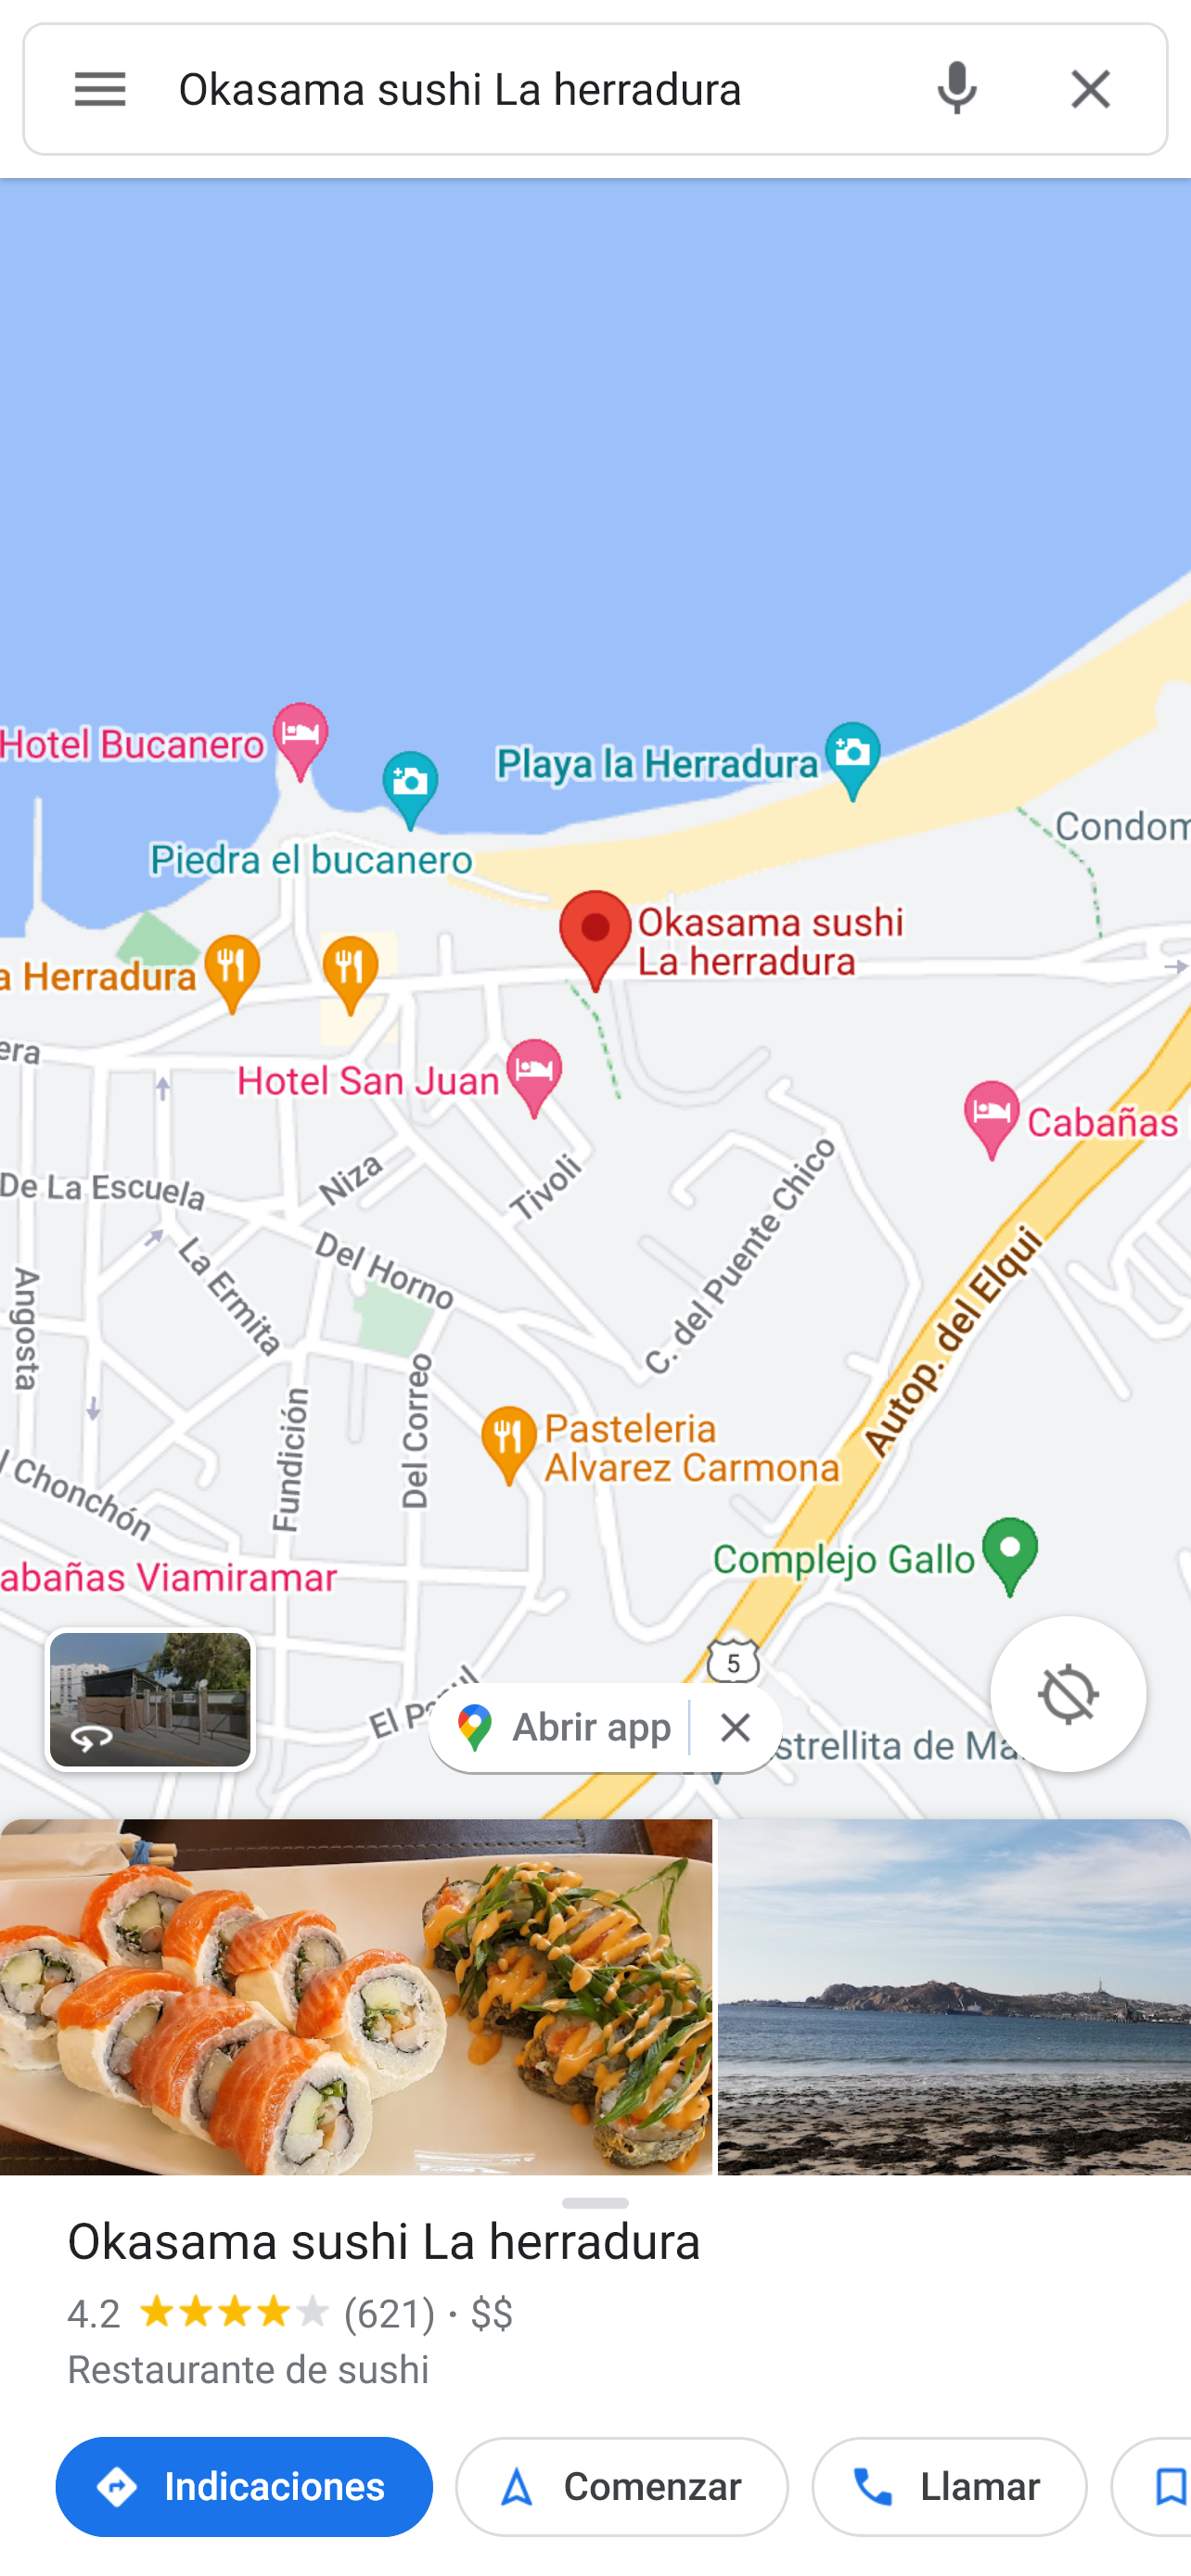 Okasama sushi La herradura
Hotel Bucanero
Playa la Herradura
Condom
Piedra el bucanero
Okasama sushi
La herradura
a Herradura
era
Hotel San Juan
Cabañas
De La Escuela
Niza
Tivoli
C. del Puente Chico
Del Horno
La Ermita
Angosta
Autop. del Elqui
Del Correo
Fundición
Pasteleria
Alvarez Carmona
l Chonchón
Complejo Gallo
abañas Viamiramar
5
El
Abrir app
strellita de Ma
Okasama sushi La herradura
4.2 (621) · $$
Restaurante de sushi
Indicaciones
Comenzar
Llamar